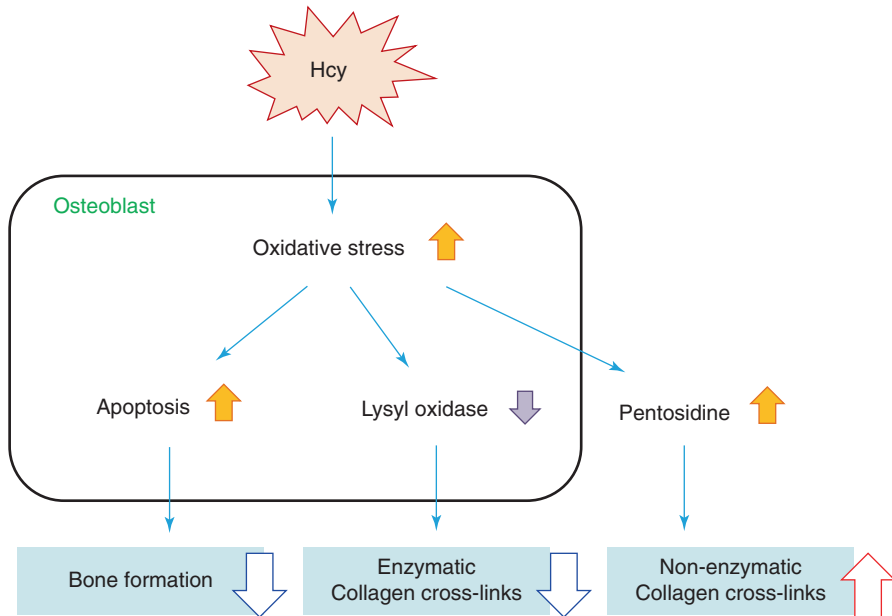 Hcy
Osteoblast
Oxidative stress
Apoptosis
Lysyl oxidase
Pentosidine
Bone formation
Enzymatic
Collagen cross-links
Non-enzymatic
Collagen cross-links